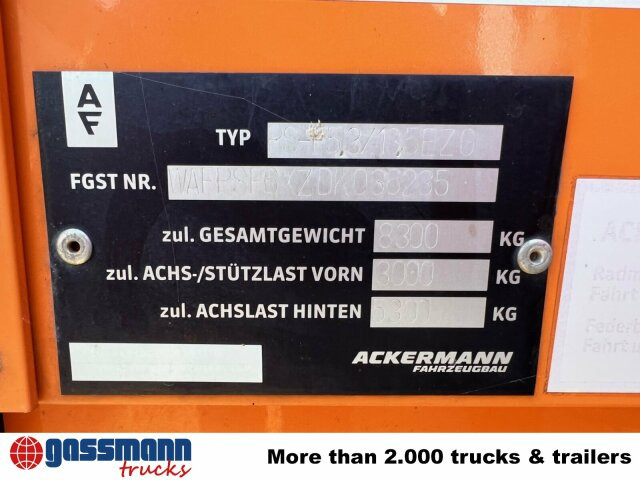 A
F
TYP
FGST NR.
zul. GESAMTGEWICHT 8300 KG
zul. ACHS-/STÜTZLAST VORN 3000 KG
zul. ACHSLAST HINTEN 5300 KG
ACKERMANN
FAHRZEUGBAU
gassmann
trucks
More than 2.000 trucks & trailers